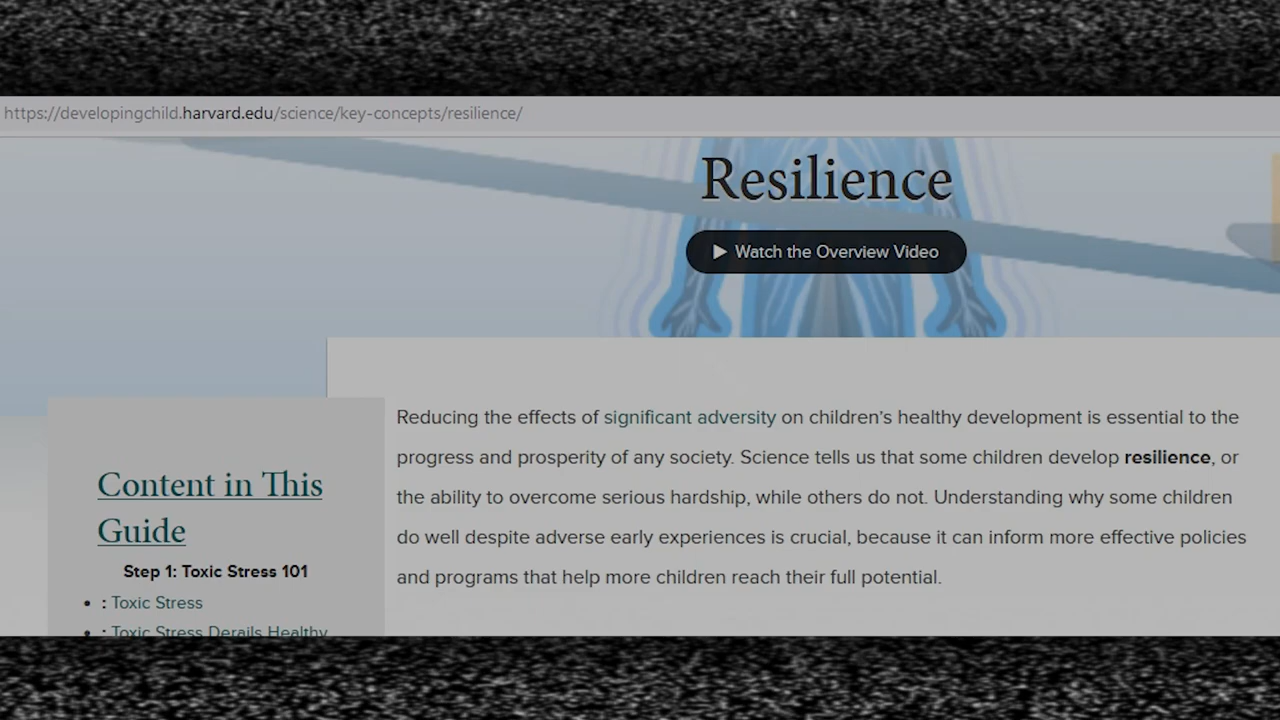 https://developingchild.harvard.edu/science/key-concepts/resilience/
Resilience
Watch the Overview Video
Reducing the effects of significant adversity on children’s healthy development is essential to the
progress and prosperity of any society. Science tells us that some children develop resilience, or
the ability to overcome serious hardship, while others do not. Understanding why some children
do well despite adverse early experiences is crucial, because it can inform more effective policies
and programs that help more children reach their full potential.
Content in This
Guide
Step 1: Toxic Stress 101
: Toxic Stress
: Toxic Stress Derails Healthy